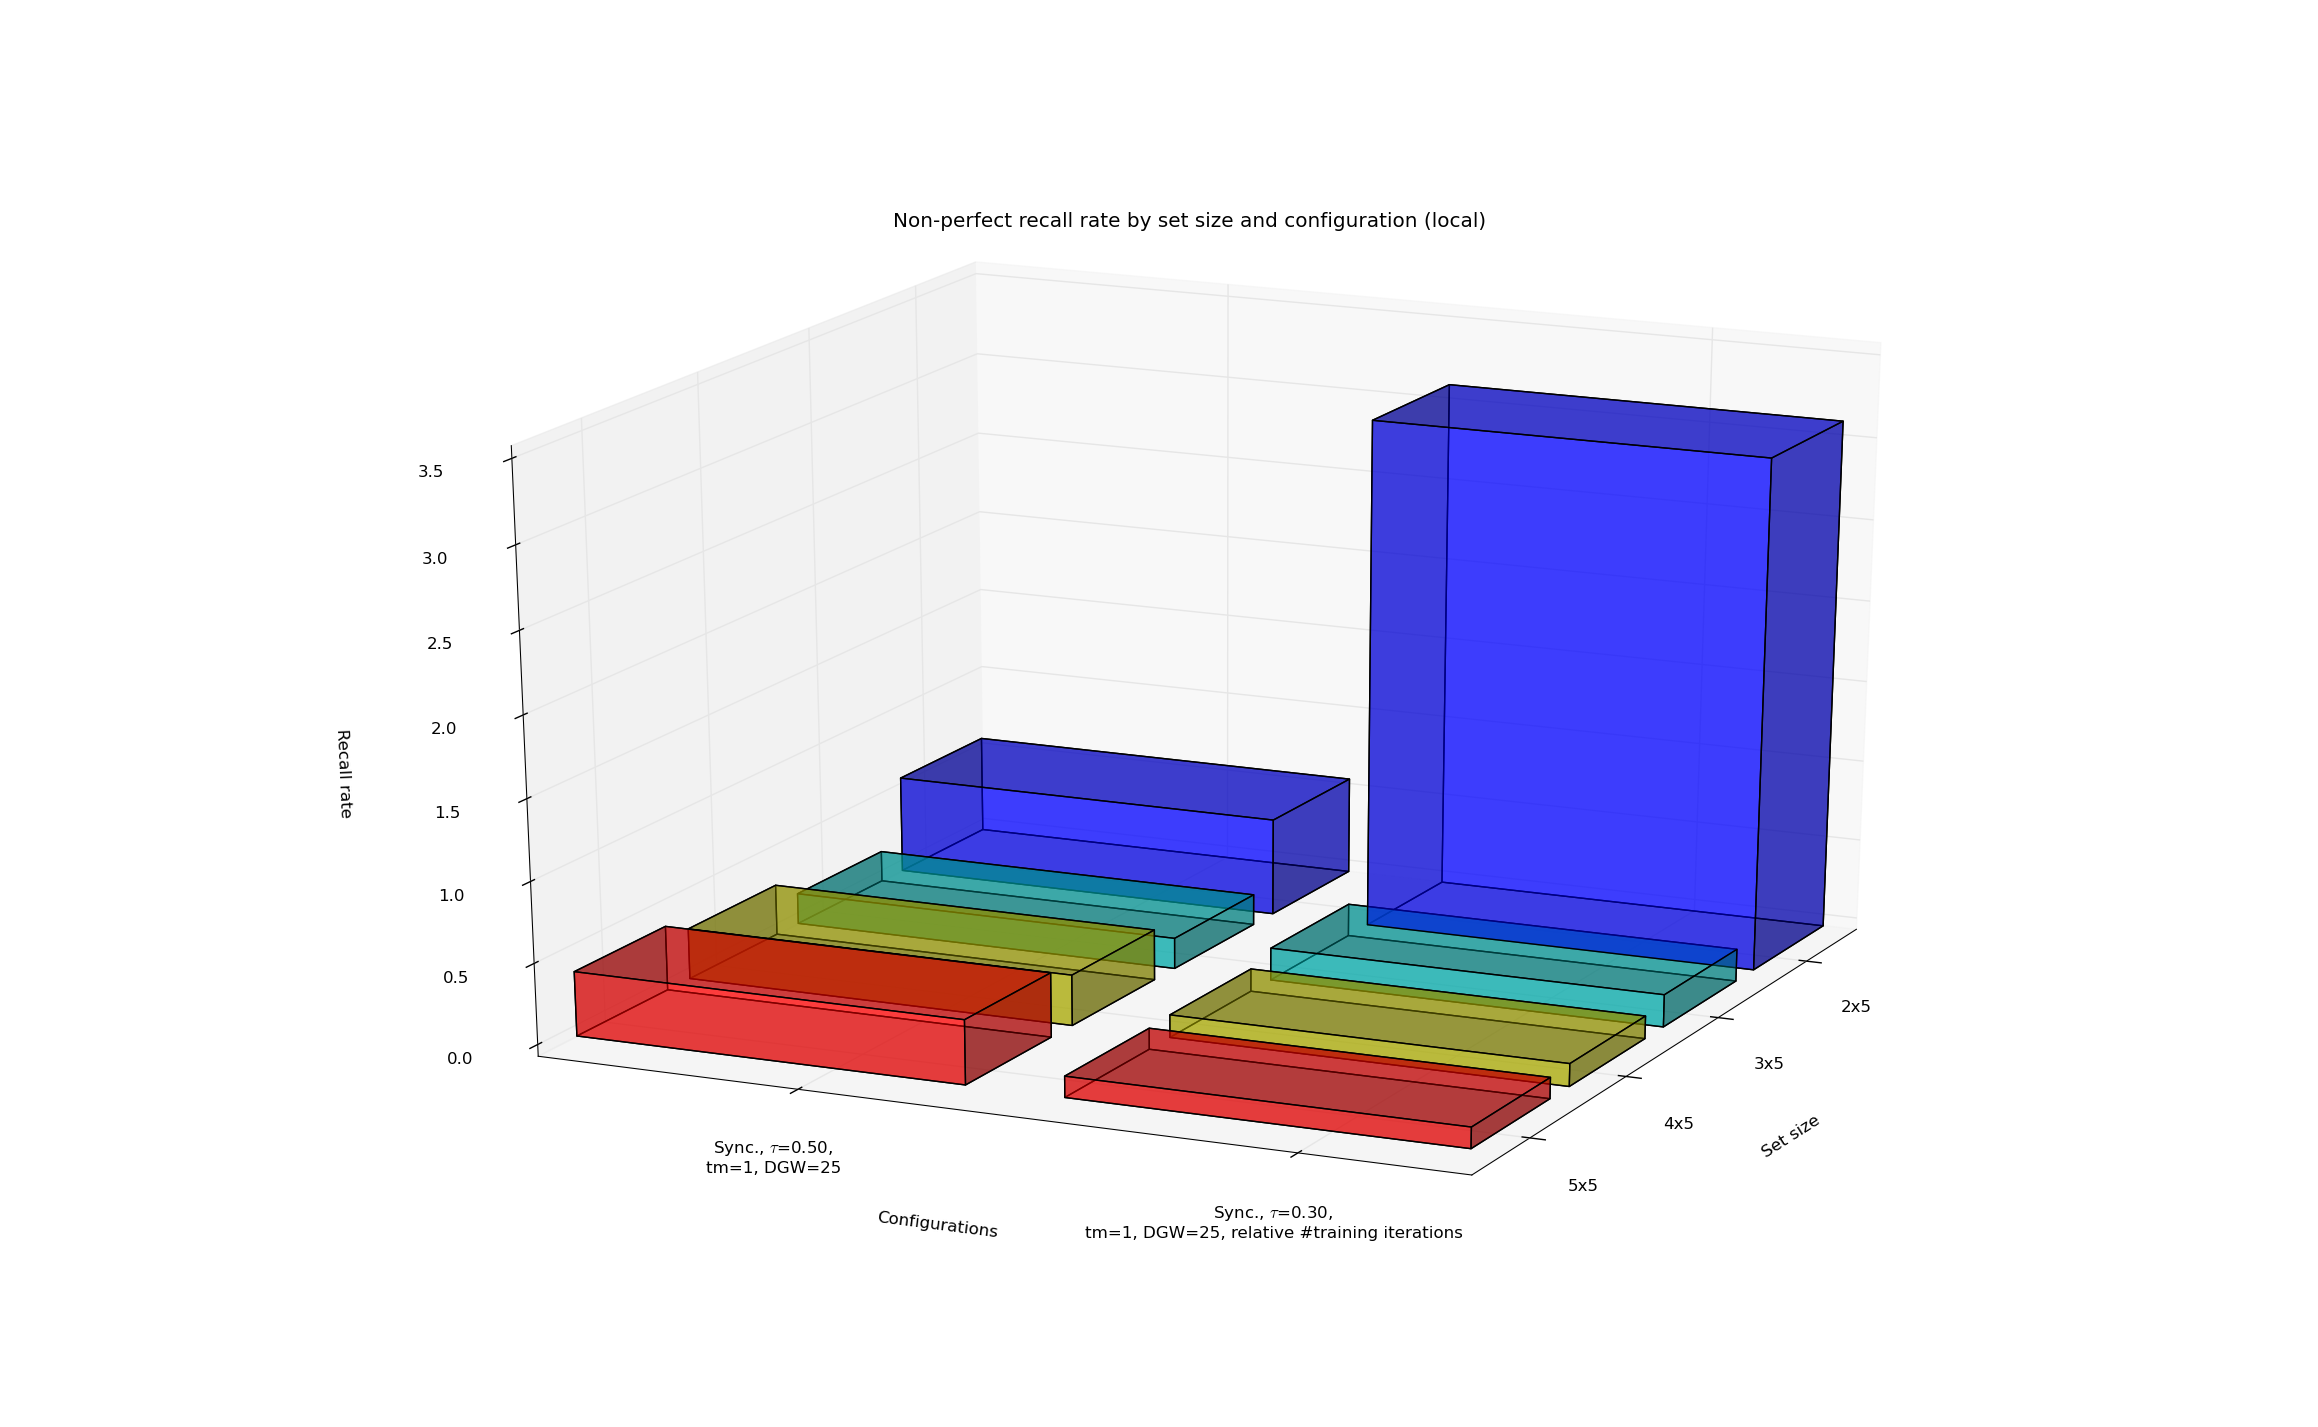 Non-perfect recall rate by set size and configuration (local)
3.5
3.0
2.5
2.0
1.5
1.0
0.5
0.0
Recall rate
Sync., τ=0.50,
tm=1, DGW=25
Sync., τ=0.30,
tm=1, DGW=25, relative #training iterations
Configurations
2x5
3x5
4x5
5x5
Set size